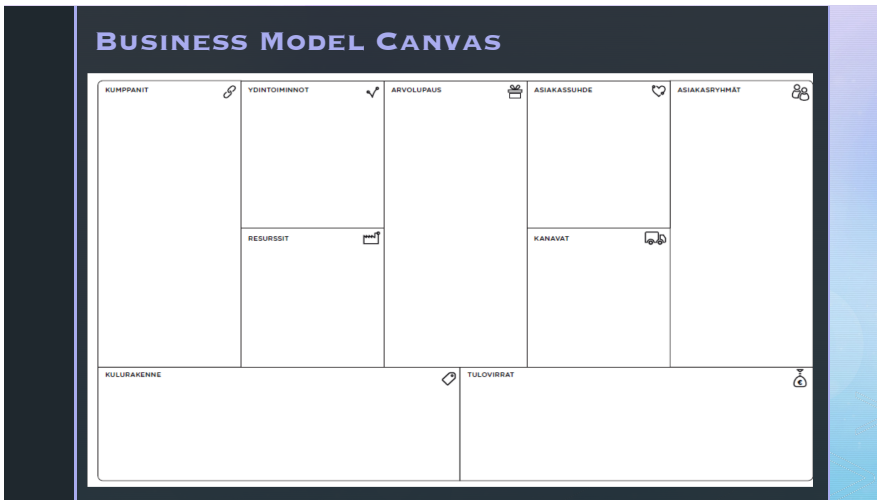 Business Model Canvas
KUMPPANIT
YDINTOIMINNOT
ARVOLUPAUS
ASIAKASSUHDE
ASIAKASRYHMÄT
RESURSSIT
KANAVAT
KULURAKENNE
TULOVIRRAT
€